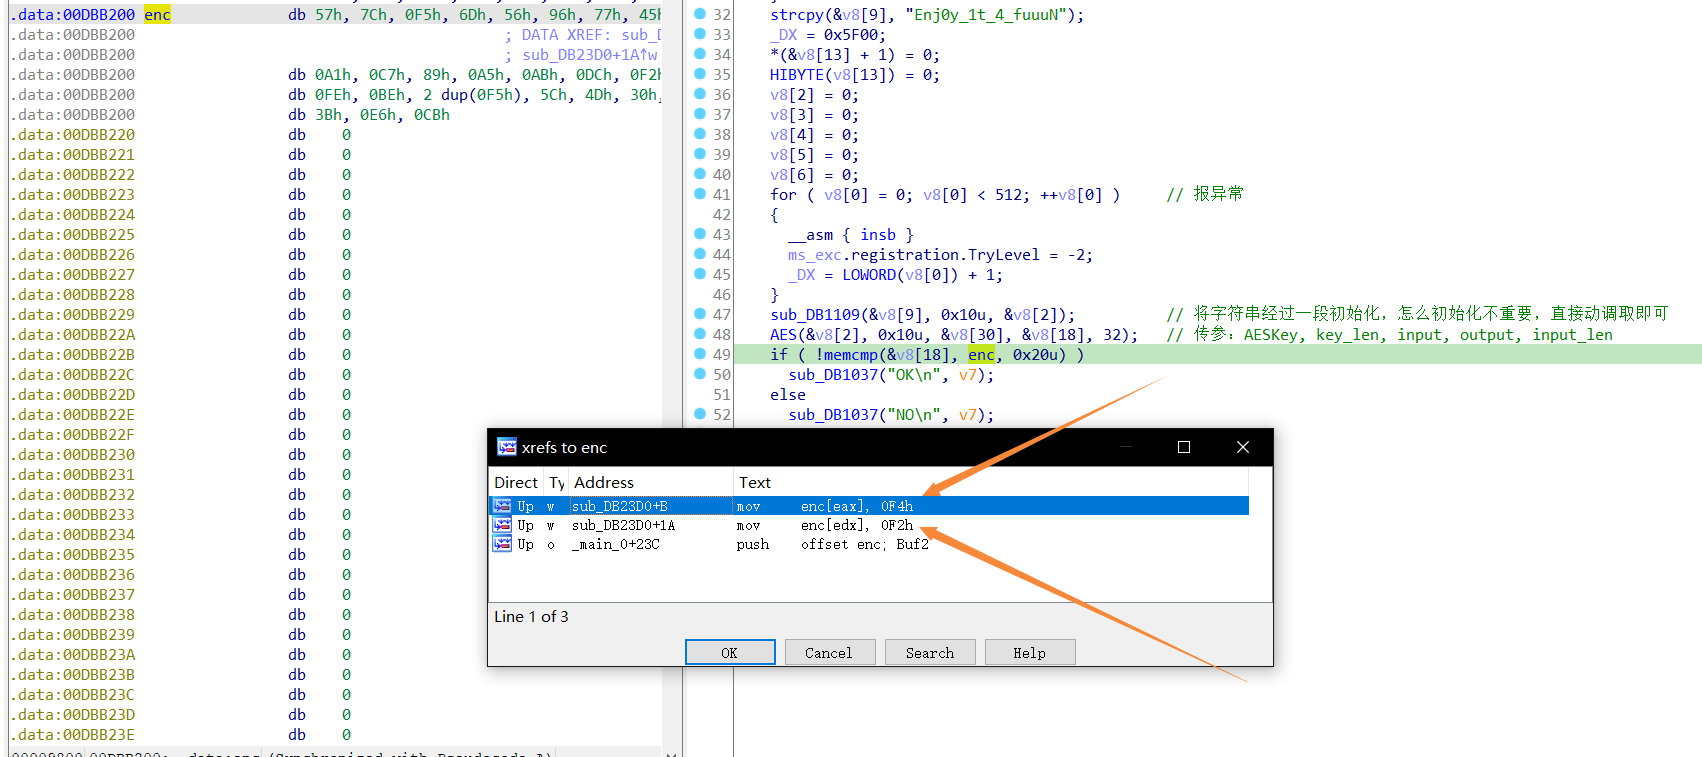 .data:00DBB200 enc db 57h, 7Ch, 0F5h, 6Dh, 56h, 96h, 77h, 45h
.data:00DBB200 ; DATA XREF:
.data:00DBB200 ; sub_DB23D0+1A↑w
.data:00DBB200 db 0A1h, 0C7h, 89h, 0A5h, 0ABh, 0DCh, 0F2h
.data:00DBB200 db 0FEh, 0BEh, 2 dup(0F5h), 5Ch, 4Dh, 30h,
.data:00DBB200 db 3Bh, 0E6h, 0CBh
.data:00DBB220 db 0
.data:00DBB221 db 0
.data:00DBB222 db 0
.data:00DBB223 db 0
.data:00DBB224 db 0
.data:00DBB225 db 0
.data:00DBB226 db 0
.data:00DBB227 db 0
.data:00DBB228 db 0
.data:00DBB229 db 0
.data:00DBB22A db 0
.data:00DBB22B db 0
.data:00DBB22C db 0
.data:00DBB22D db 0
.data:00DBB22E db 0
.data:00DBB22F db 0
.data:00DBB230 db 0
.data:00DBB231 db 0
.data:00DBB232 db 0
.data:00DBB233 db 0
.data:00DBB234 db 0
.data:00DBB235 db 0
.data:00DBB236 db 0
.data:00DBB237 db 0
.data:00DBB238 db 0
.data:00DBB239 db 0
.data:00DBB23A db 0
.data:00DBB23B db 0
.data:00DBB23C db 0
.data:00DBB23D db 0
.data:00DBB23E db 0
32 strcpy(&v8[9], "Enj0y_1t_4_fuuuN");
33 _DX = 0x5F00;
34 *(&v8[13] + 1) = 0;
35 HIBYTE(v8[13]) = 0;
36 v8[2] = 0;
37 v8[3] = 0;
38 v8[4] = 0;
39 v8[5] = 0;
40 v8[6] = 0;
41 for ( v8[0] = 0; v8[0] < 512; ++v8[0] ) // 报异常
42 {
43 __asm { insb }
44 ms_exc.registration.TryLevel = -2;
45 _DX = LOWORD(v8[0]) + 1;
46 }
47 sub_DB1109(&v8[9], 0x10u, &v8[2]); // 将字符串经过一段初始化，怎么初始化不重要，直接动调取即可
48 AES(&v8[2], 0x10u, &v8[30], &v8[18], 32); // 传参：AESKey, key_len, input, output, input_len
49 if ( !memcmp(&v8[18], enc, 0x20u) )
50 sub_DB1037("OK\n", v7);
51 else
52 sub_DB1037("NO\n", v7);
xrefs to enc
Direct Ty Address Text
Up w sub_DB23D0+B mov enc[eax], 0F4h
Up w sub_DB23D0+1A mov enc[edx], 0F2h
Up o _main_0+23C push offset enc; Buf2
Line 1 of 3
OK Cancel Search Help